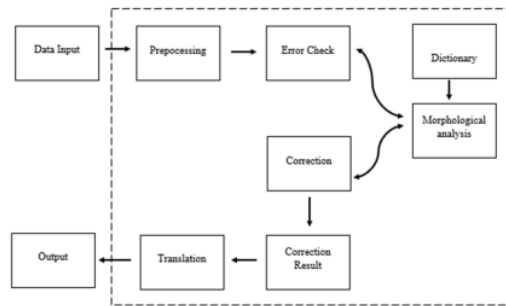 Data Input
Prepocessing
Error Check
Dictionary
Morphological
analysis
Correction
Output
Translation
Correction
Result